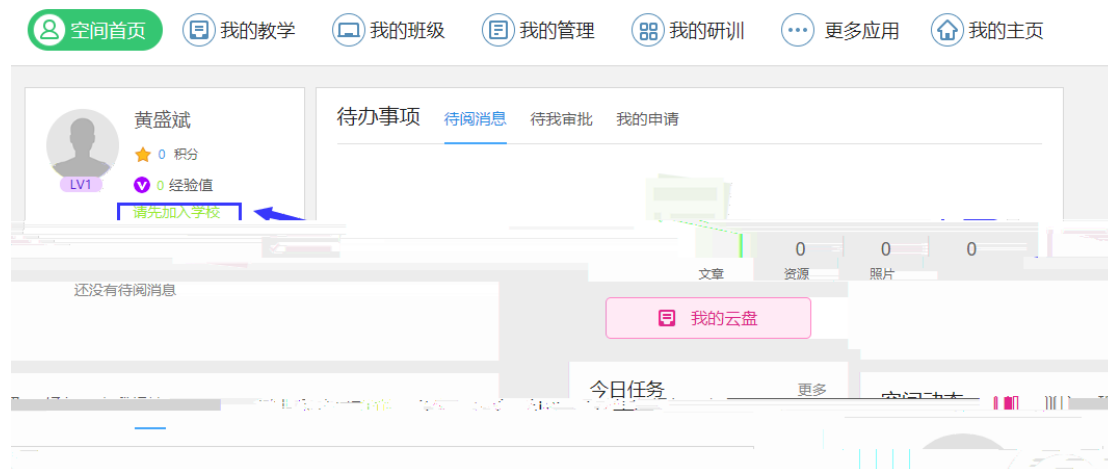 空间首页 我的教学 我的班级 我的管理 我的研训 更多应用 我的主页
黄盛斌
0 积分
LV1
0 经验值
请先加入学校
待办事项 待阅消息 待我审批 我的申请
0 0 0
文章 资源 照片
还没有待阅消息
我的云盘
今日任务 更多
空间动态